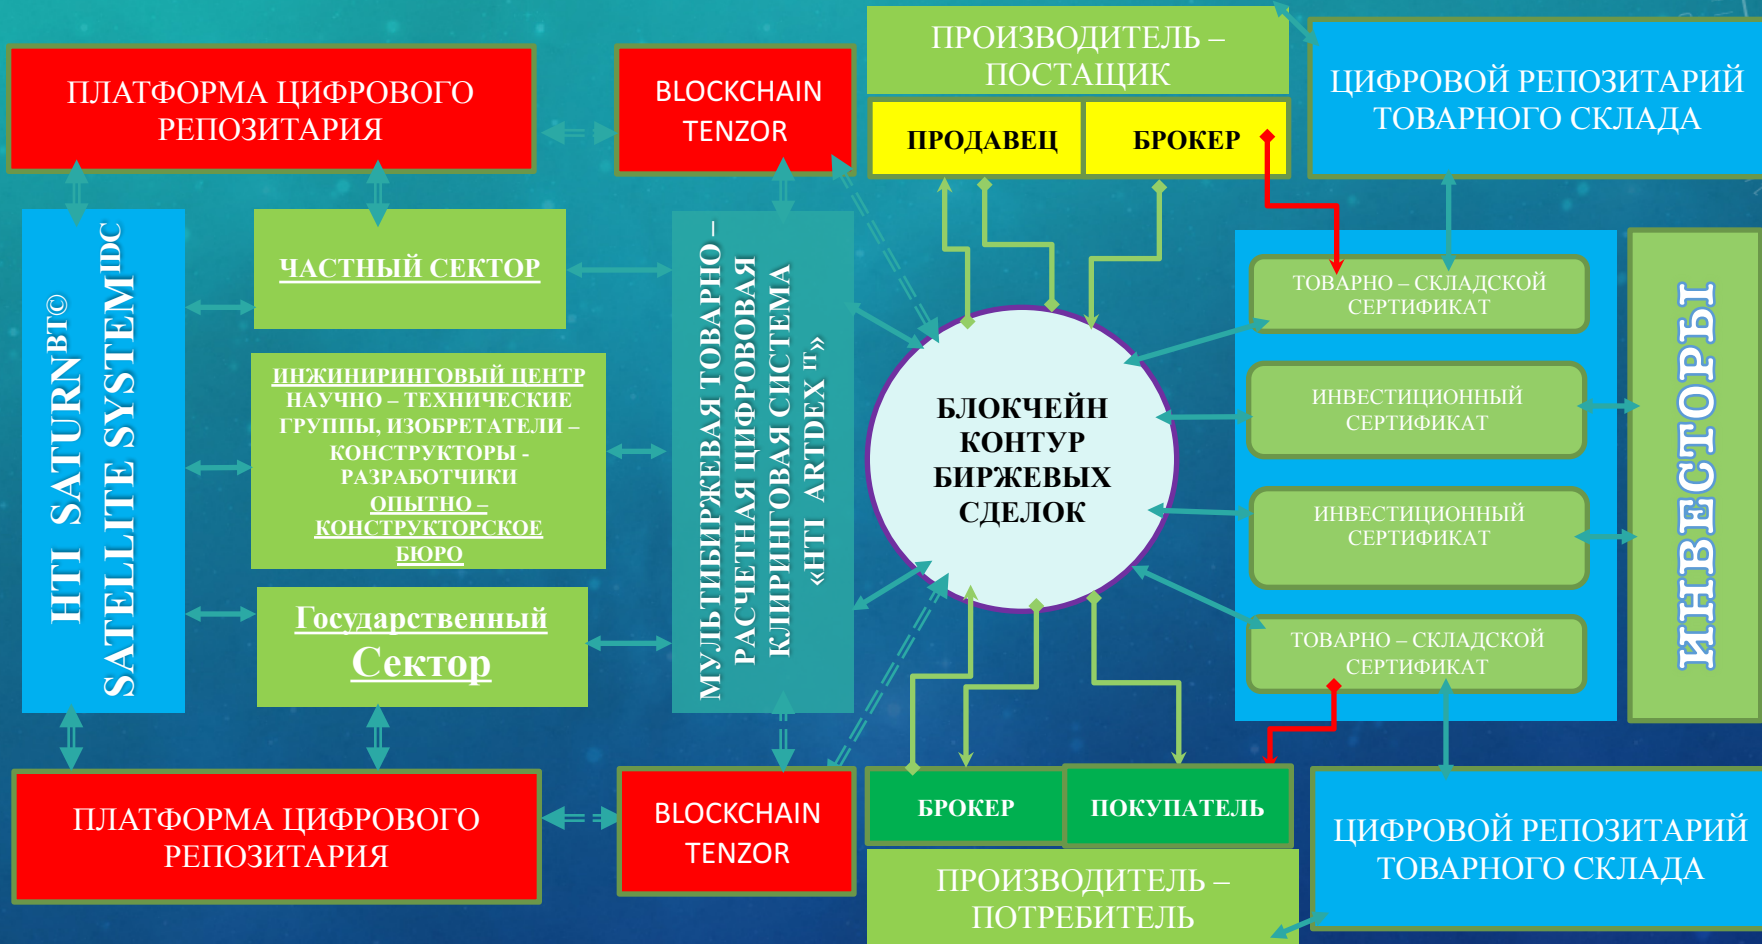 ПЛАТФОРМА ЦИФРОВОГО
РЕПОЗИТАРИЯ
BLOCKCHAIN
TENZOR
ПРОИЗВОДИТЕЛЬ –
ПОСТАЩИК
ПРОДАВЕЦ
БРОКЕР
ЦИФРОВОЙ РЕПОЗИТАРИЙ
ТОВАРНОГО СКЛАДА
HTI SATURNᴮᵀ©
SATELLITE SYSTEMᴵᴰC
ЧАСТНЫЙ СЕКТОР
ИНЖИНИРИНГОВЫЙ ЦЕНТР
НАУЧНО – ТЕХНИЧЕСКИЕ
ГРУППЫ, ИЗОБРЕТАТЕЛИ –
КОНСТРУКТОРЫ -
РАЗРАБОТЧИКИ
ОПЫТНО –
КОНСТРУКТОРСКОЕ
БЮРО
Государственный
Сектор
МУЛЬТИБИРЖЕВАЯ ТОВАРНО –
РАСЧЕТНАЯ ЦИФРОВОВАЯ
КЛИРИНГОВАЯ СИСТЕМА
«HTI ARTDEX ᴵᵀ»
БЛОКЧЕЙН
КОНТУР
БИРЖЕВЫХ
СДЕЛОК
ТОВАРНО – СКЛАДСКОЙ
СЕРТИФИКАТ
ИНВЕСТИЦИОННЫЙ
СЕРТИФИКАТ
ИНВЕСТИЦИОННЫЙ
СЕРТИФИКАТ
ТОВАРНО – СКЛАДСКОЙ
СЕРТИФИКАТ
ИНВЕСТОРЫ
ПЛАТФОРМА ЦИФРОВОГО
РЕПОЗИТАРИЯ
BLOCKCHAIN
TENZOR
БРОКЕР
ПОКУПАТЕЛЬ
ПРОИЗВОДИТЕЛЬ –
ПОТРЕБИТЕЛЬ
ЦИФРОВОЙ РЕПОЗИТАРИЙ
ТОВАРНОГО СКЛАДА